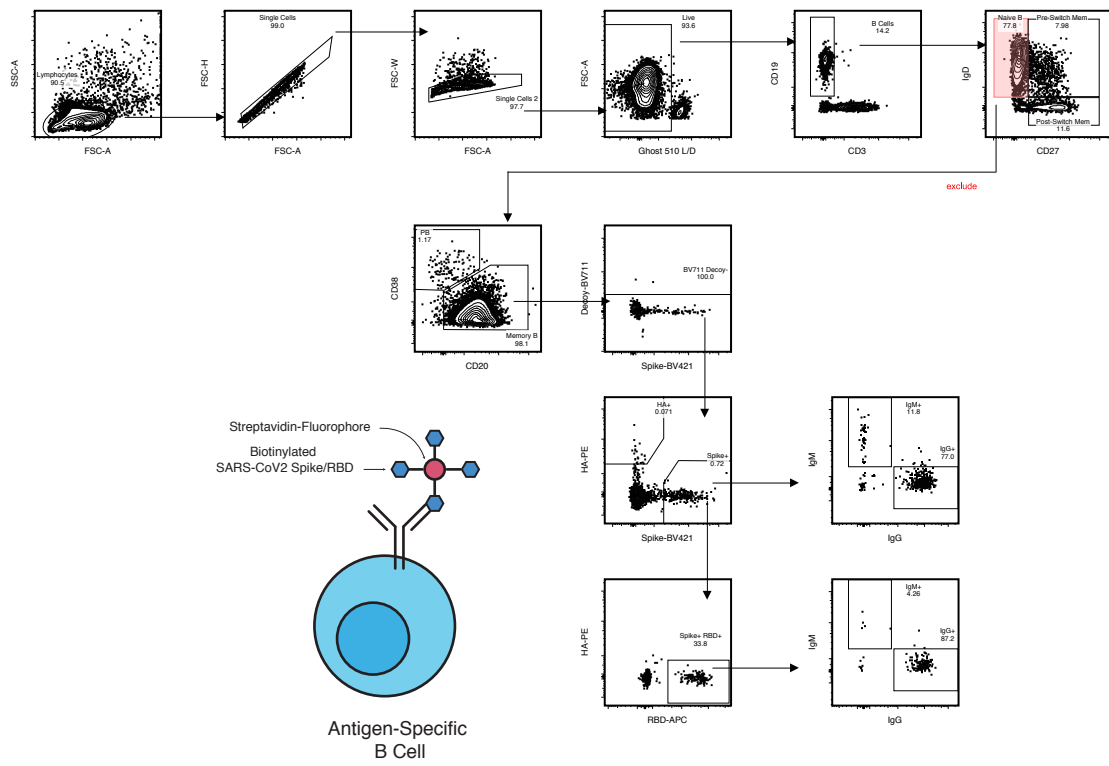 SSC-A
Lymphocytes
90.5
FSC-A
FSC-H
Single Cells
99.0
FSC-A
FSC-W
Single Cells 2
97.7
FSC-A
FSC-A
Live
93.6
Ghost 510 L/D
CD19
B Cells
14.2
CD3
IgD
Naive B
77.8
Pre-Switch Mem
7.98
Post-Switch Mem
11.6
CD27
exclude
CD38
PB
1.17
Memory B
98.1
CD20
Decoy-BV711
BV711 Decoy-
100.0
Spike-BV421
HA-PE
HA+
0.071
Spike+
0.72
Spike-BV421
IgM
IgM+
11.8
IgG+
77.0
IgG
Streptavidin-Fluorophore
Biotinylated
SARS-CoV2 Spike/RBD
HA-PE
Spike+ RBD+
33.8
RBD-APC
IgM
IgM+
4.26
IgG+
87.2
IgG
Antigen-Specific
B Cell